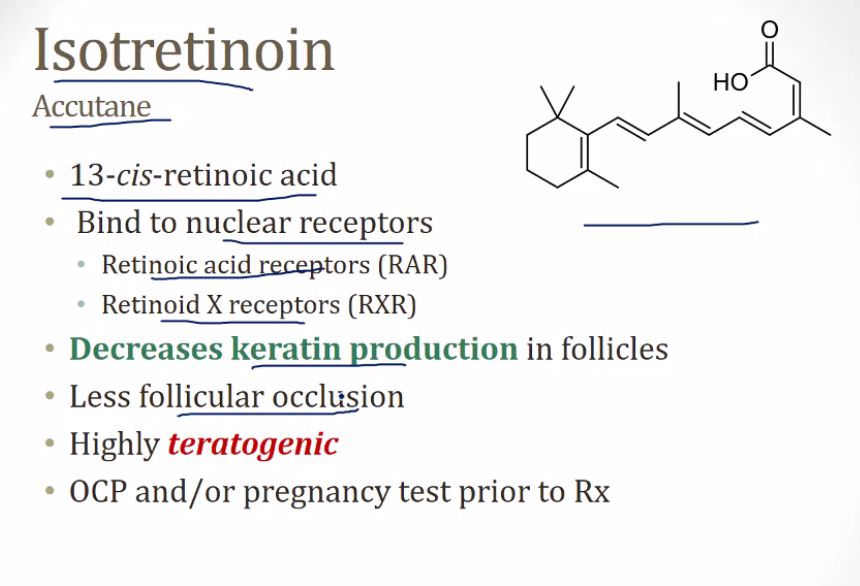 Isotretinoin
Accutane
• 13-cis-retinoic acid
• Bind to nuclear receptors
• Retinoic acid receptors (RAR)
• Retinoid X receptors (RXR)
• Decreases keratin production in follicles
• Less follicular occlusion
• Highly teratogenic
• OCP and/or pregnancy test prior to Rx
O
HO